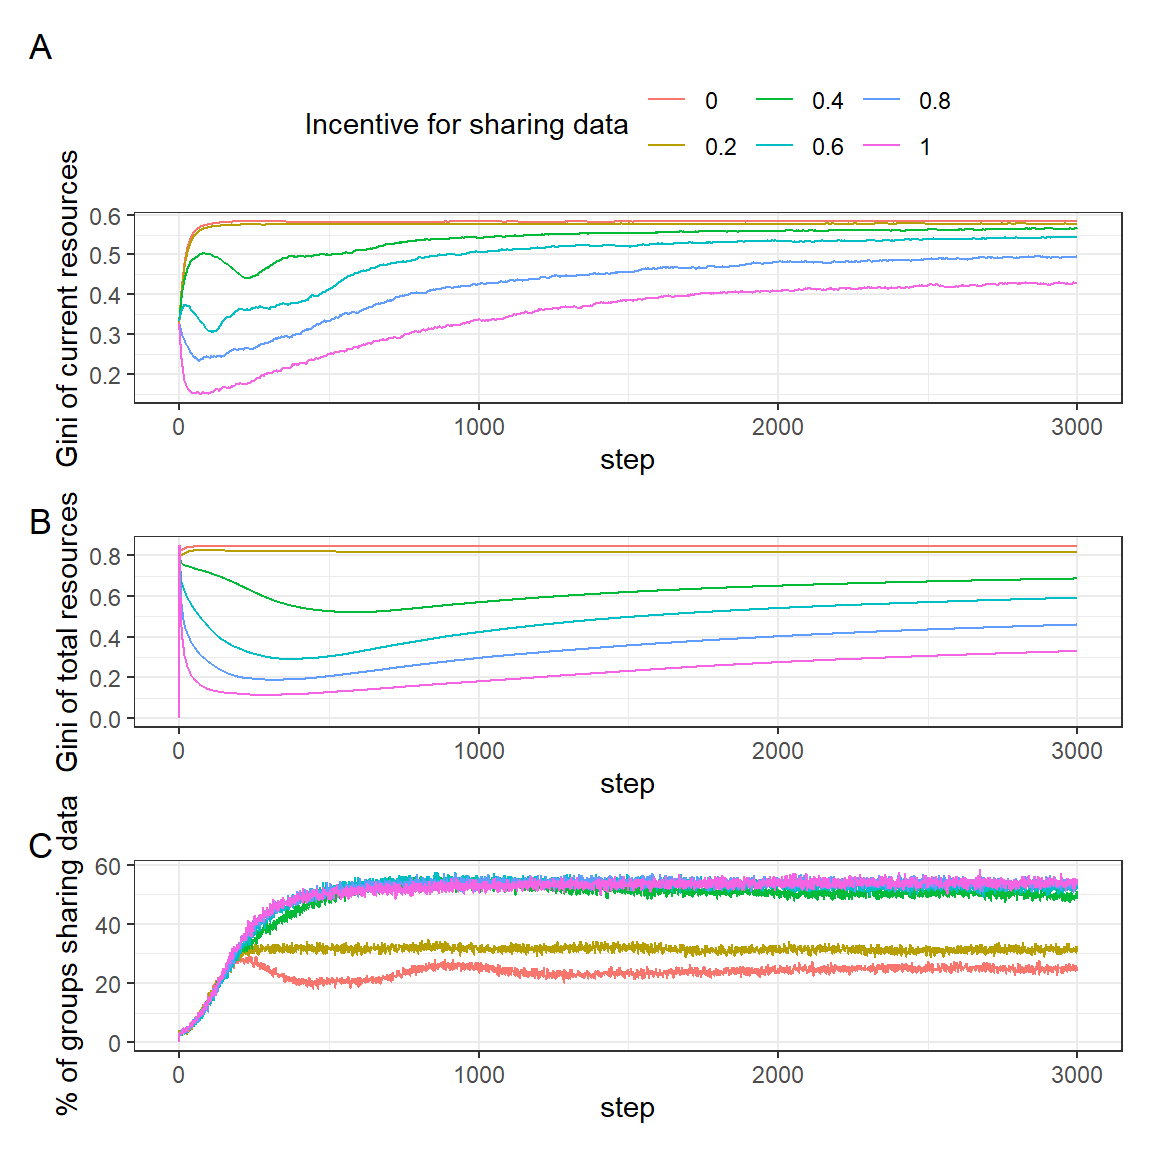 A
Incentive for sharing data
0 0.4 0.8
0.2 0.6 1
Gini of current resources
0.6
0.5
0.4
0.3
0.2
0 1000 2000 3000
step
B
Gini of total resources
0.8
0.6
0.4
0.2
0.0
0 1000 2000 3000
step
C
% of groups sharing data
60
40
20
0
0 1000 2000 3000
step